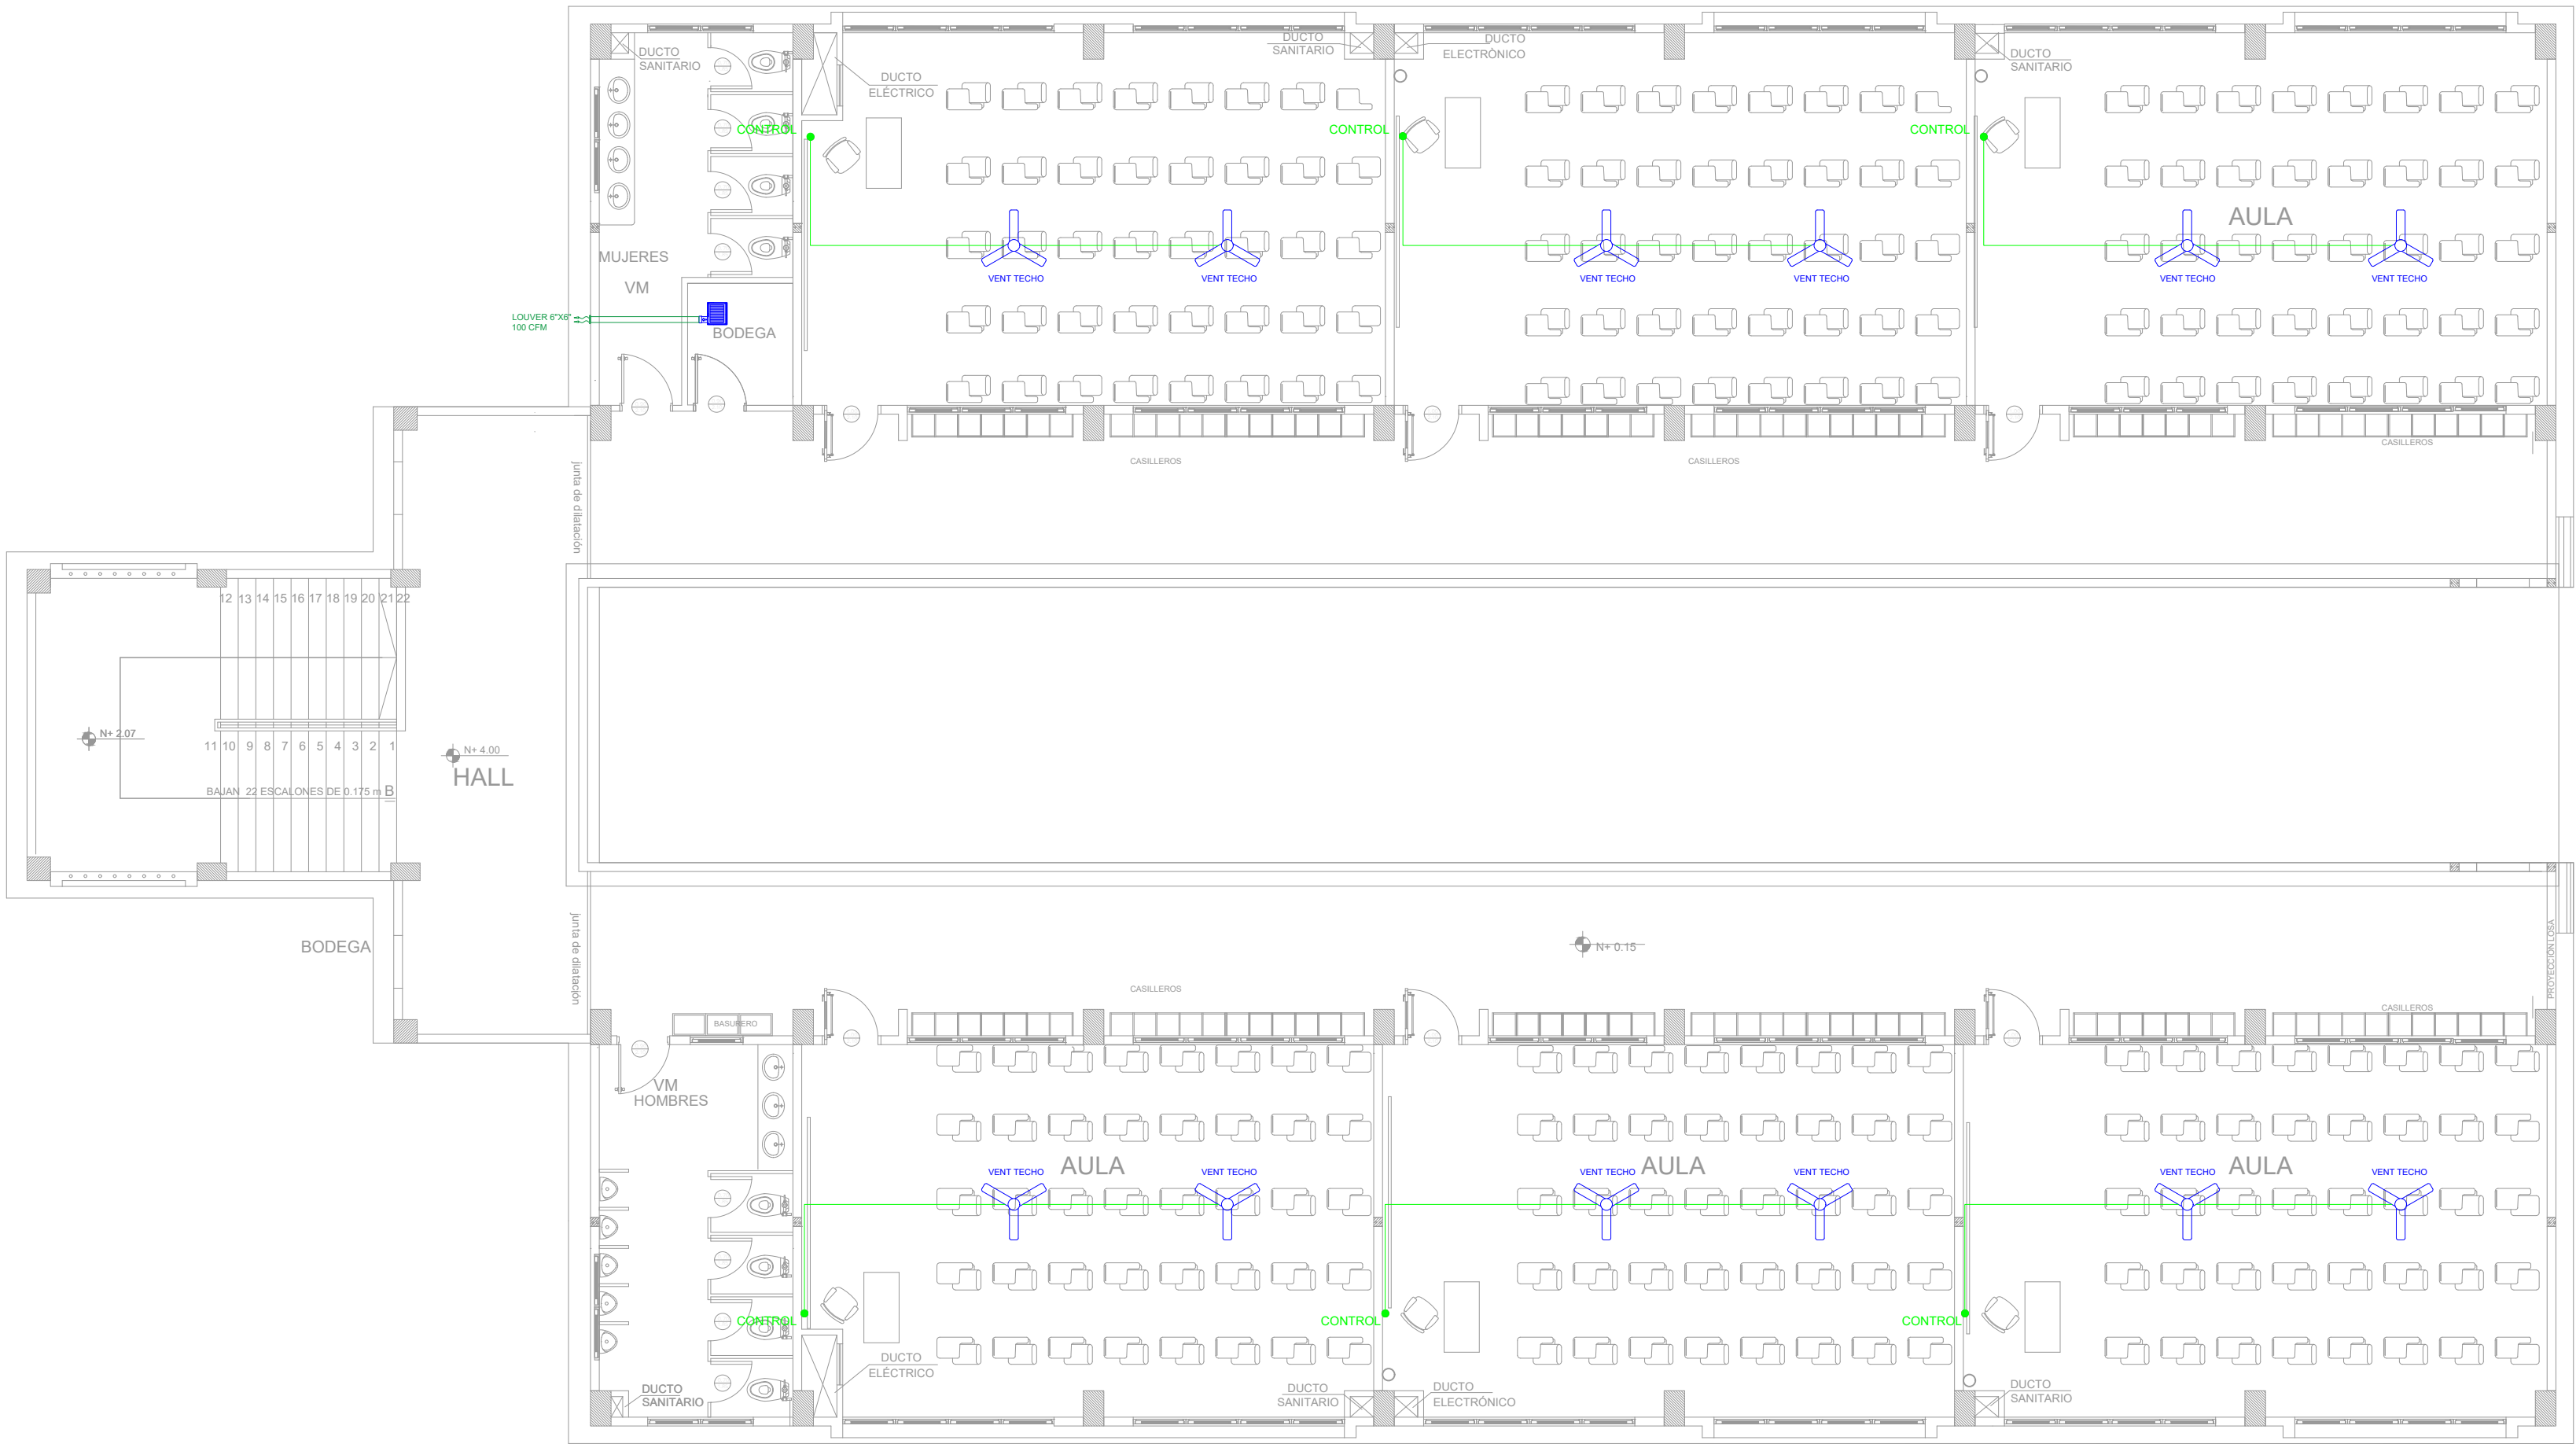 DUCTO
SANITARIO
DUCTO
ELÉCTRICO
DUCTO
SANITARIO
DUCTO
ELECTRÓNICO
DUCTO
SANITARIO
CONTROL
CONTROL
CONTROL
AULA
MUJERES
VM
VENT TECHO
VENT TECHO
VENT TECHO
VENT TECHO
VENT TECHO
VENT TECHO
LOUVER 6"X6"
100 CFM
BODEGA
CASILLEROS
CASILLEROS
CASILLEROS
junta de dilatación
12 13 14 15 16 17 18 19 20 21 22
N+ 2.07
11 10 9 8 7 6 5 4 3 2 1
N+ 4.00
HALL
BAJAN 22 ESCALONES DE 0.175 m B
BODEGA
junta de dilatación
N+ 0.15
PROYECCIÓN LOSA
CASILLEROS
CASILLEROS
BASURERO
VM
HOMBRES
VENT TECHO
AULA
VENT TECHO
VENT TECHO
AULA
VENT TECHO
VENT TECHO
AULA
VENT TECHO
CONTROL
CONTROL
CONTROL
DUCTO
ELÉCTRICO
DUCTO
SANITARIO
DUCTO
SANITARIO
DUCTO
ELECTRÓNICO
DUCTO
SANITARIO